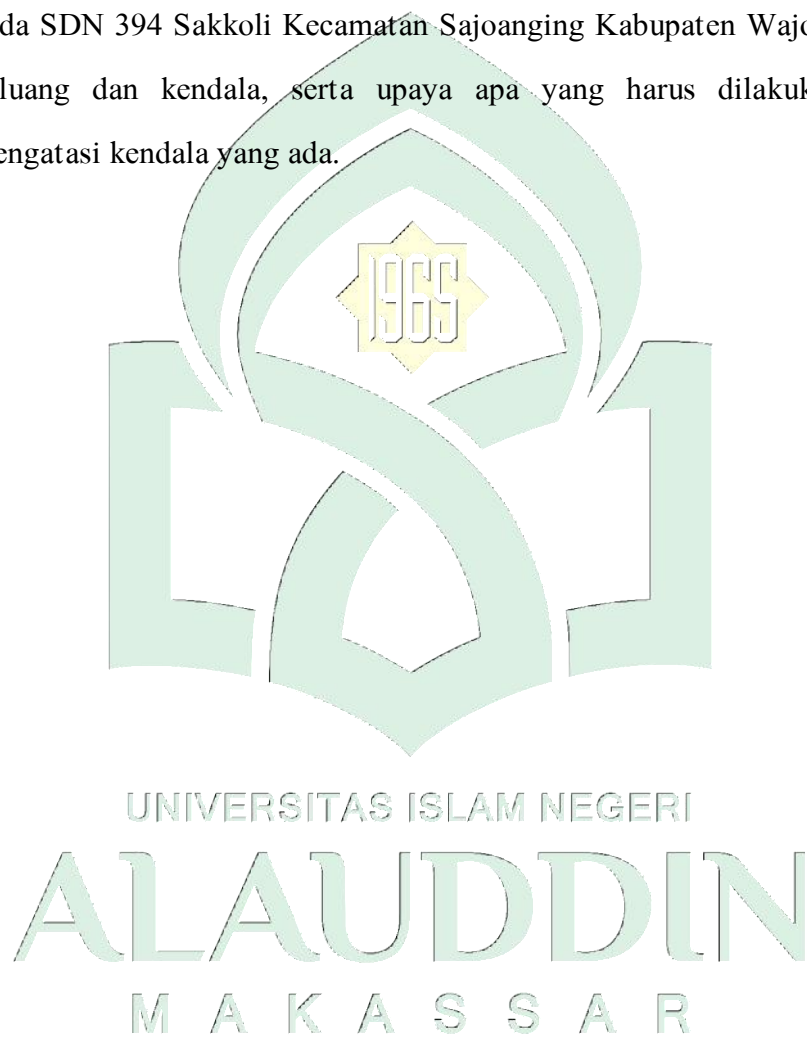 da SDN 394 Sakkoli Kecamatan Sajoanging Kabupaten Wajo
luang dan kendala, serta upaya apa yang harus dilakuk
engatasi kendala yang ada.
1965
UNIVERSITAS ISLAM NEGERI
ALAUDDIN
MAKASSAR